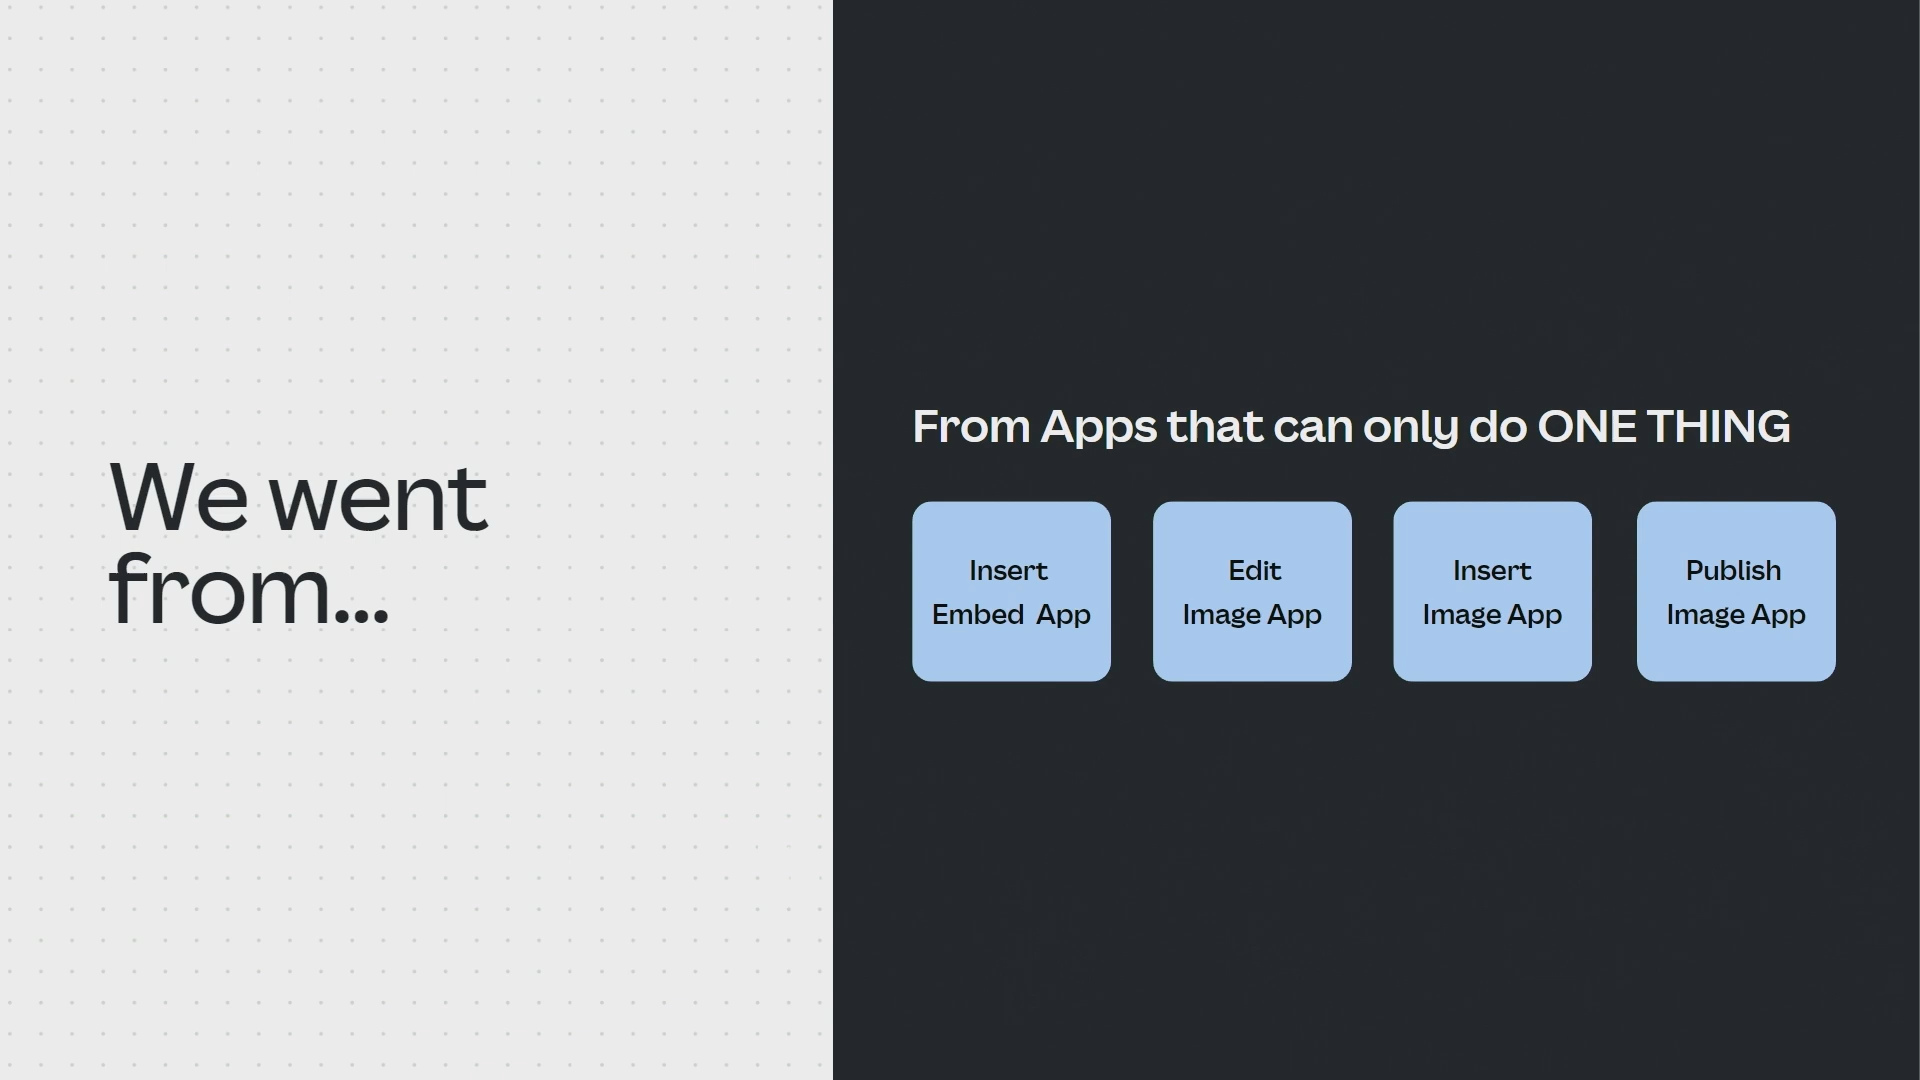 We went
from...
From Apps that can only do ONE THING
Insert
Embed App
Edit
Image App
Insert
Image App
Publish
Image App